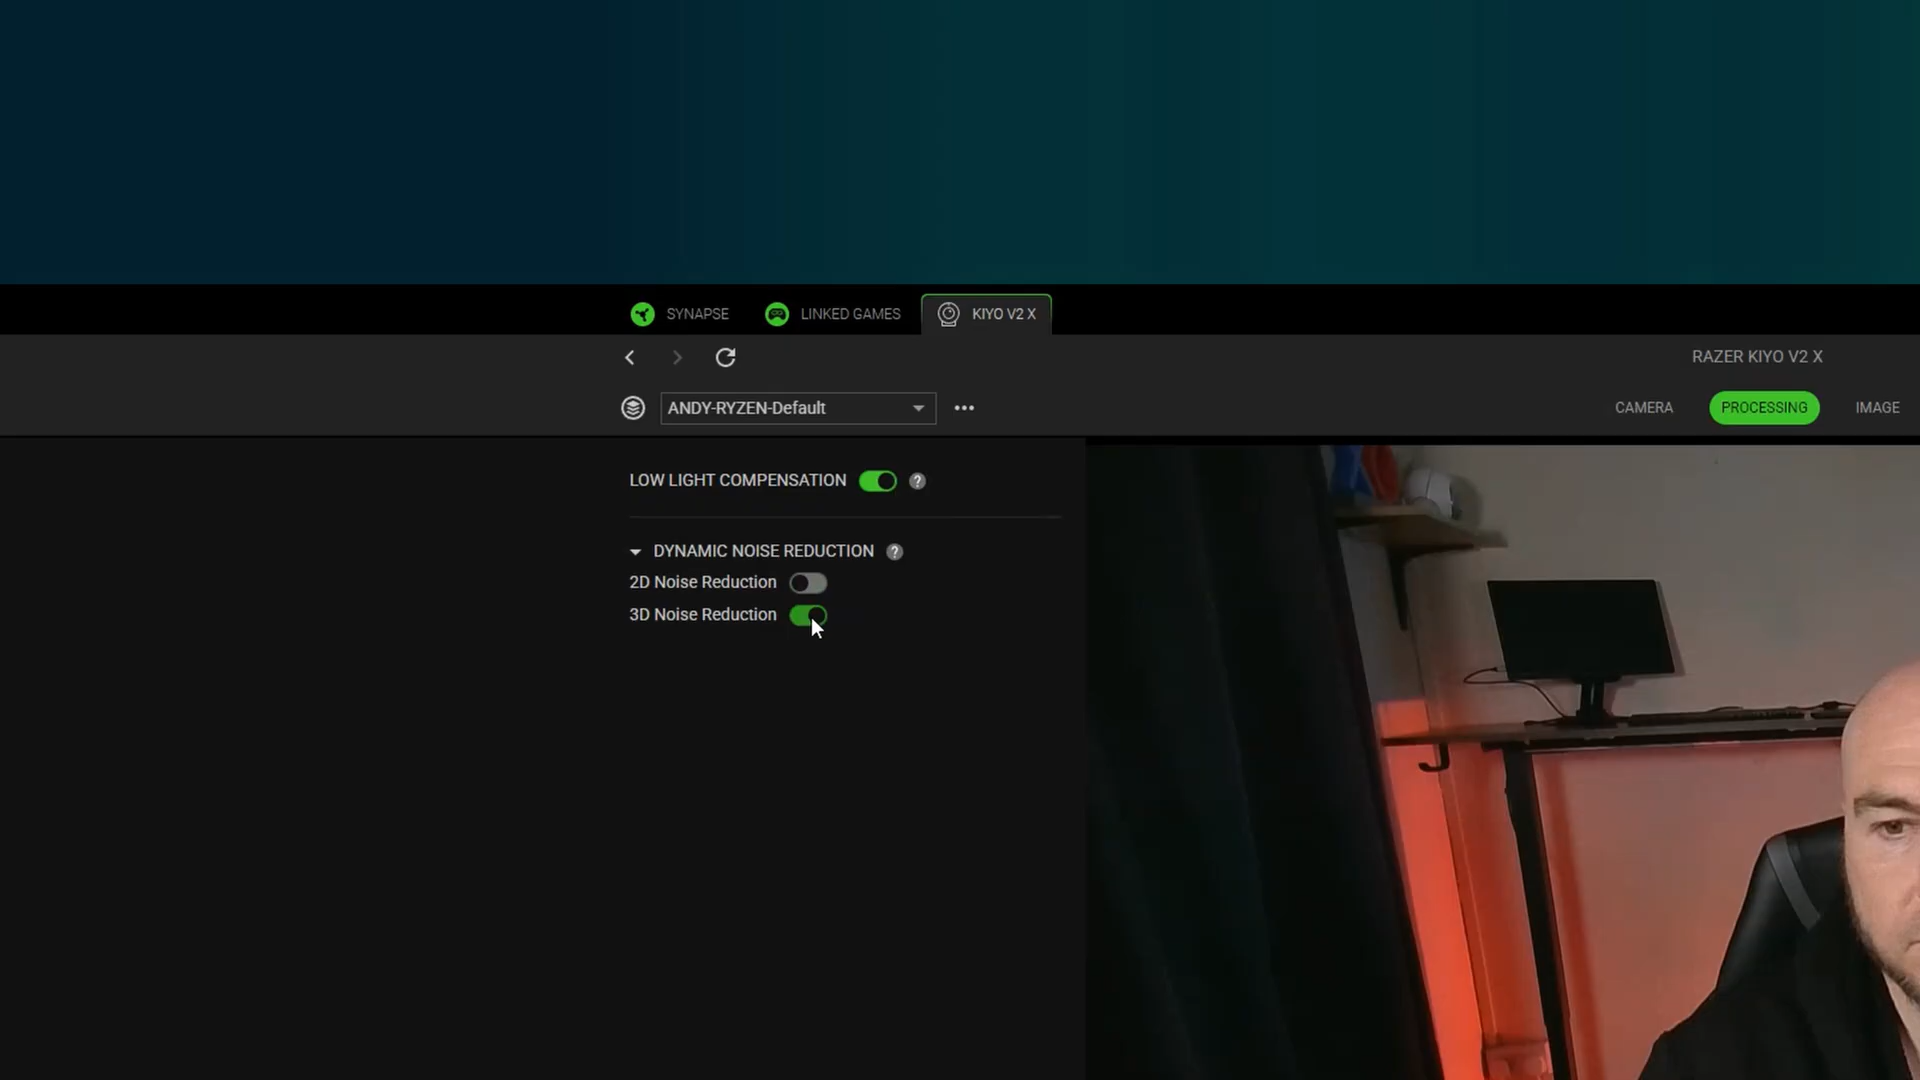 SYNAPSE
LINKED GAMES
KIYO V2 X
RAZER KIYO V2 X
ANDY-RYZEN-Default
CAMERA
PROCESSING
IMAGE
LOW LIGHT COMPENSATION ?
DYNAMIC NOISE REDUCTION ?
2D Noise Reduction
3D Noise Reduction